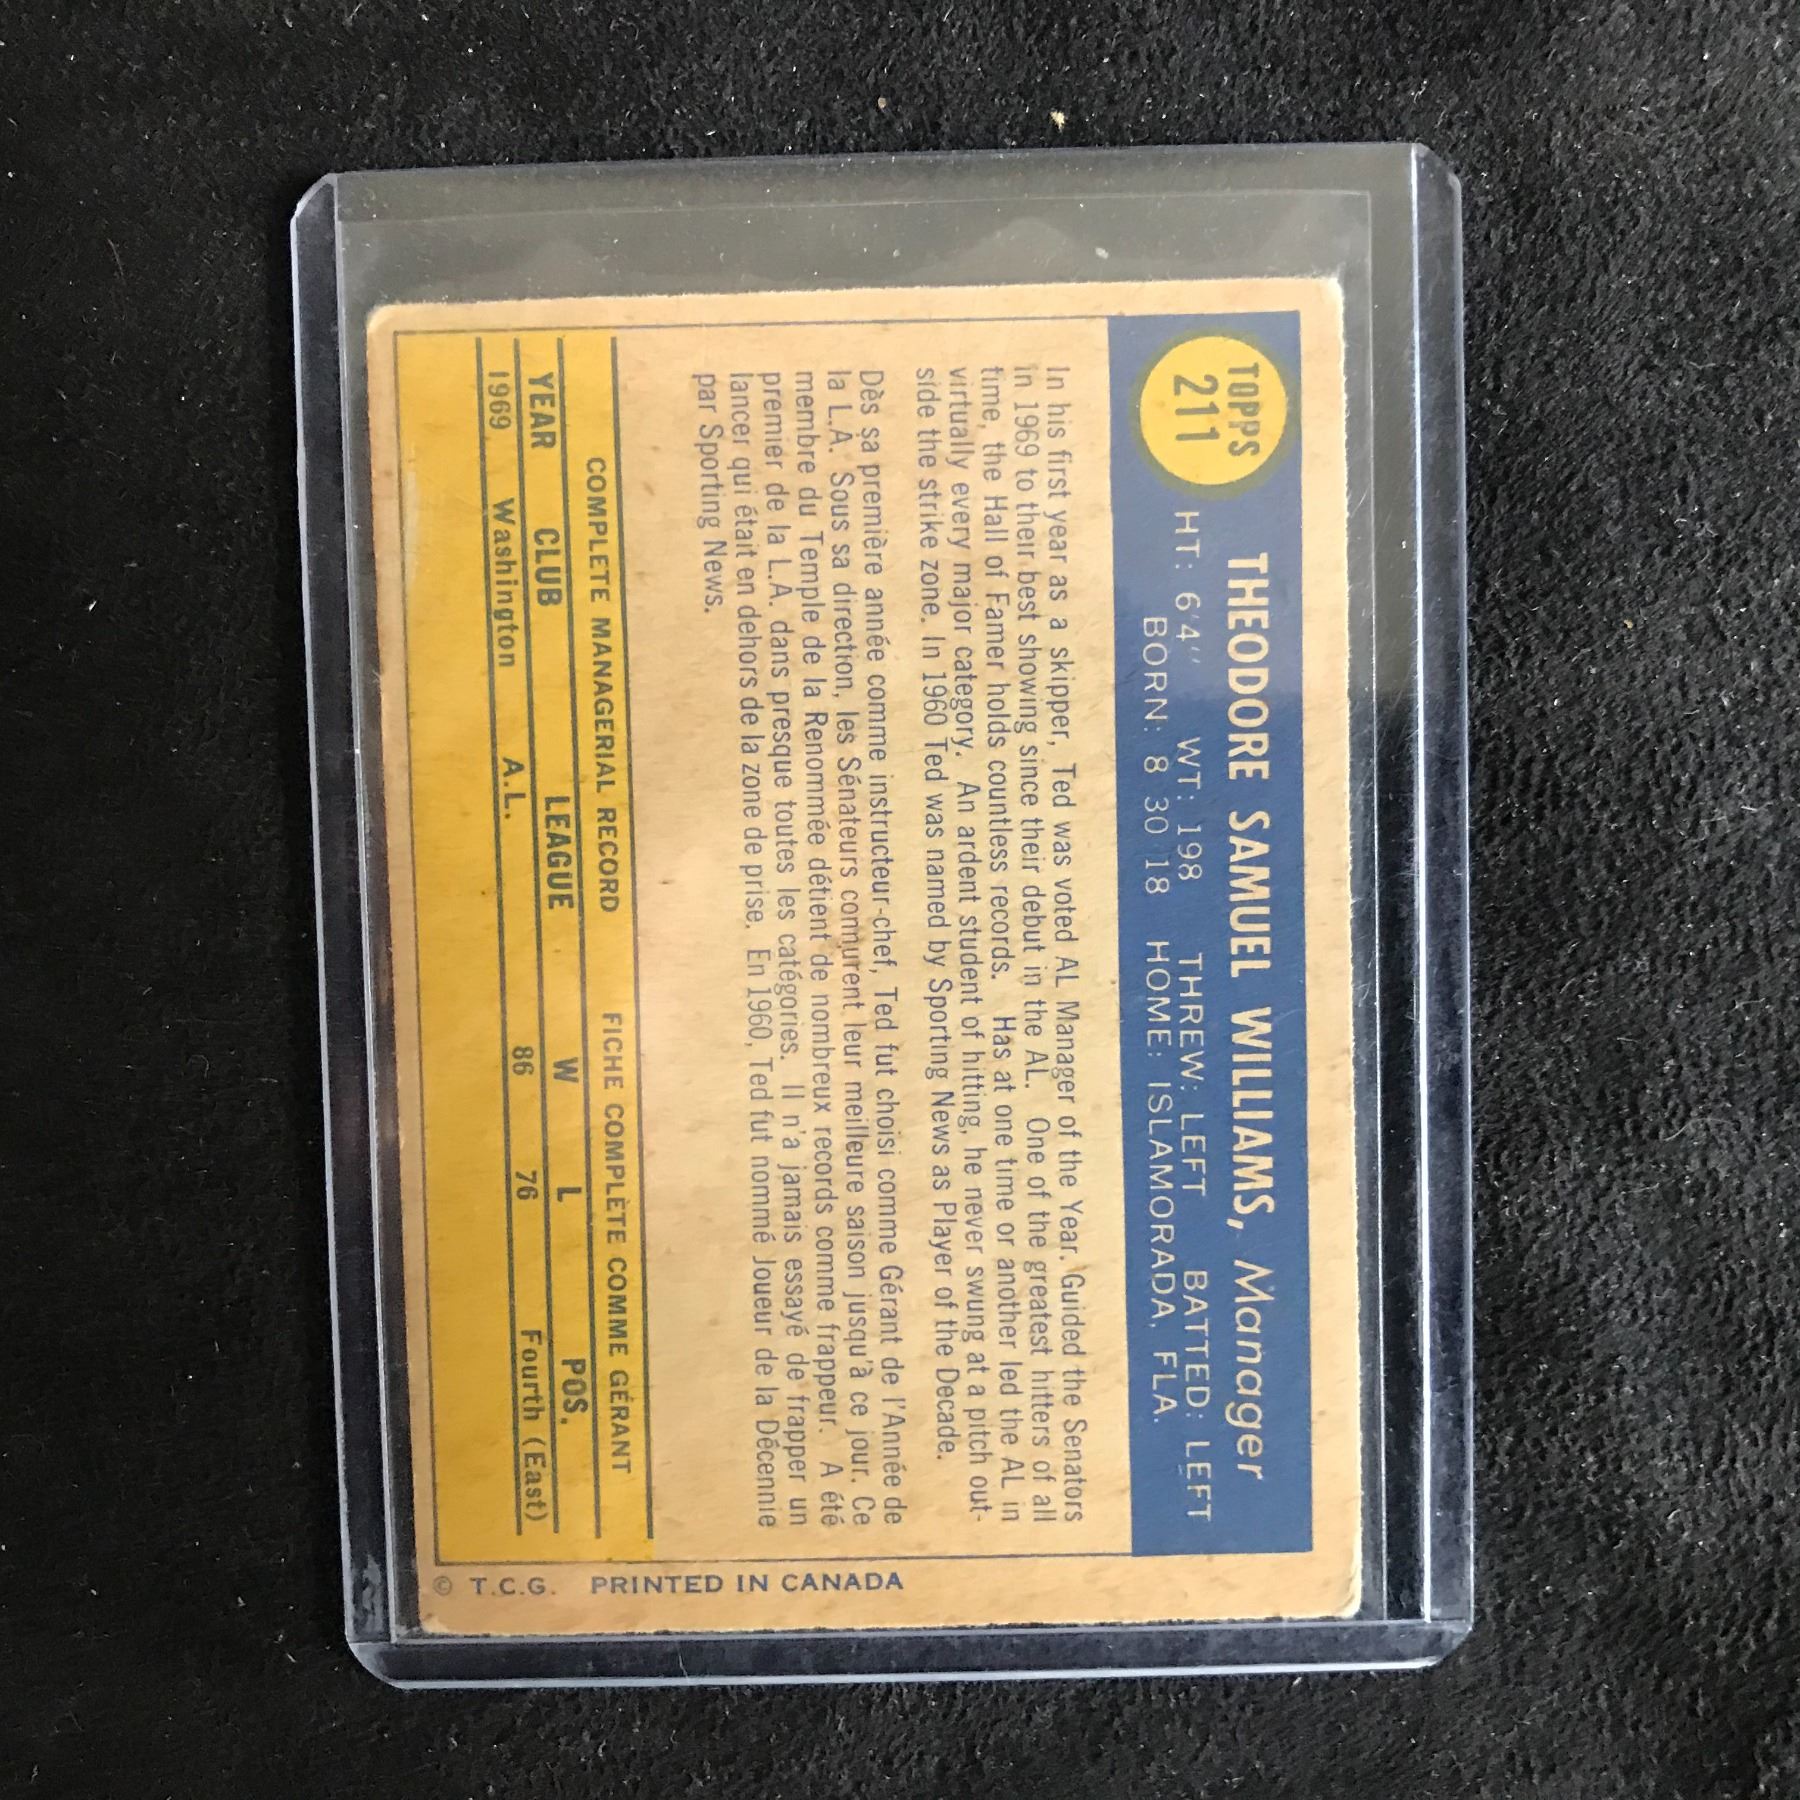 TOPPS
211
THEODORE SAMUEL WILLIAMS, Manager
HT: 6'4'' WT: 198 THREW: LEFT BATTED: LEFT
BORN: 8 30 18 HOME: ISLAMORADA, FLA.
In his first year as a skipper, Ted was voted AL Manager of the Year. Guided the Senators
in 1969 to their best showing since their debut in the AL. One of the greatest hitters of all
time, the Hall of Famer holds countless records. Has at one time or another led the AL in
virtually every major category. An ardent student of hitting, he never swung at a pitch out-
side the strike zone. In 1960 Ted was named by Sporting News as Player of the Decade.
Dès sa première année comme instructeur-chef, Ted fut choisi comme Gérant de l'Année de
la L.A. Sous sa direction, les Sénateurs connurent leur meilleure saison jusqu'à ce jour. Ce
membre du Temple de la Renommée détient de nombreux records comme frappeur. A été
premier de la L.A. dans presque toutes les catégories. Il n'a jamais essayé de frapper un
lancer qui était en dehors de la zone de prise. En 1960, Ted fut nommé Joueur de la Décennie
par Sporting News.
COMPLETE MANAGERIAL RECORD FICHE COMPLÈTE COMME GÉRANT
YEAR CLUB LEAGUE W L POS.
1969 Washington A.L. 86 76 Fourth (East)
© T.C.G. PRINTED IN CANADA